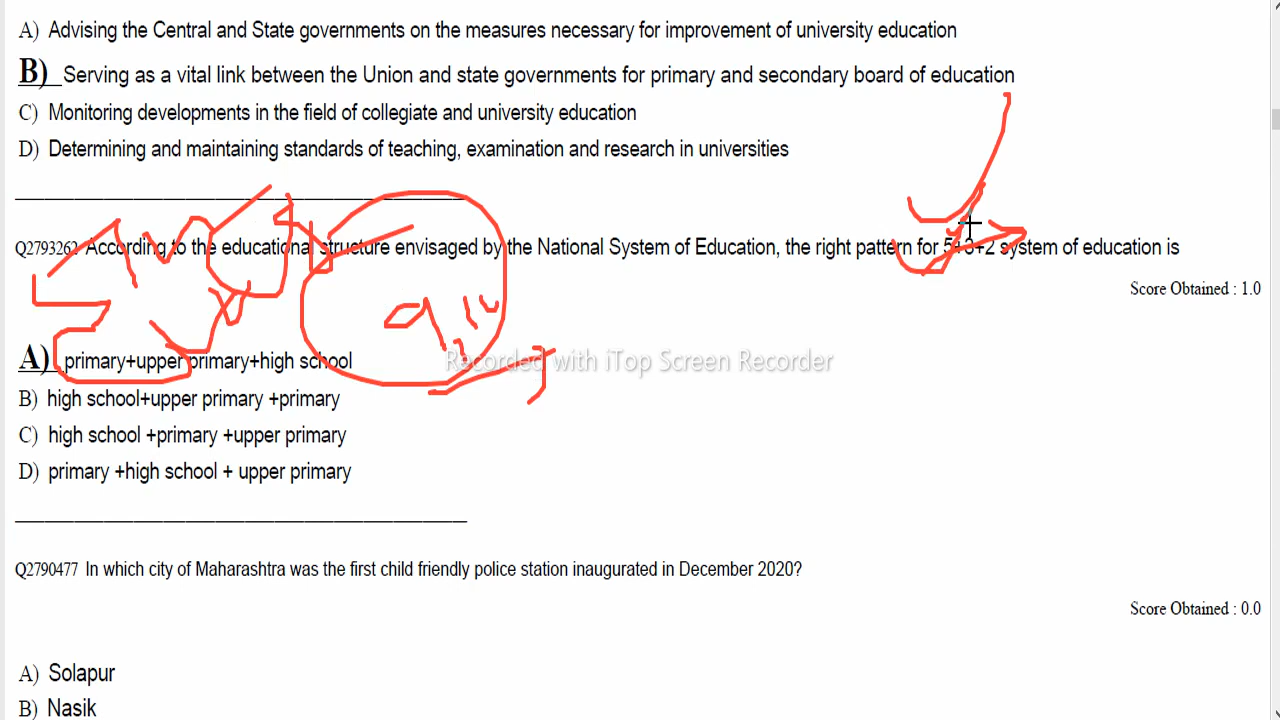 A) Advising the Central and State governments on the measures necessary for improvement of university education
B) Serving as a vital link between the Union and state governments for primary and secondary board of education
C) Monitoring developments in the field of collegiate and university education
D) Determining and maintaining standards of teaching, examination and research in universities
Q2793262 According to the educational structure envisaged by the National System of Education, the right pattern for 5+3+2 system of education is
Score Obtained : 1.0
A) primary+upper primary+high school
Recorded with iTop Screen Recorder
B) high school+upper primary +primary
C) high school +primary +upper primary
D) primary +high school + upper primary
Q2790477 In which city of Maharashtra was the first child friendly police station inaugurated in December 2020?
Score Obtained : 0.0
A) Solapur
B) Nasik